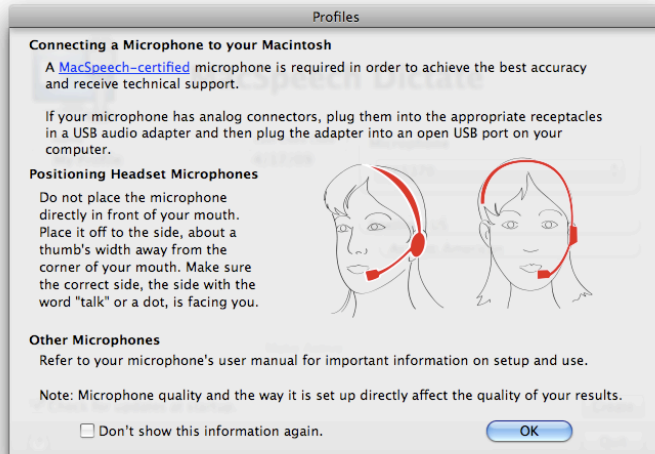 Profiles
Connecting a Microphone to your Macintosh
A MacSpeech-certified microphone is required in order to achieve the best accuracy
and receive technical support.
If your microphone has analog connectors, plug them into the appropriate receptacles
in a USB audio adapter and then plug the adapter into an open USB port on your
computer.
Positioning Headset Microphones
Do not place the microphone
directly in front of your mouth.
Place it off to the side, about a
thumb's width away from the
corner of your mouth. Make sure
the correct side, the side with the
word "talk" or a dot, is facing you.
Other Microphones
Refer to your microphone's user manual for important information on setup and use.
Note: Microphone quality and the way it is set up directly affect the quality of your results.
Don't show this information again.
OK